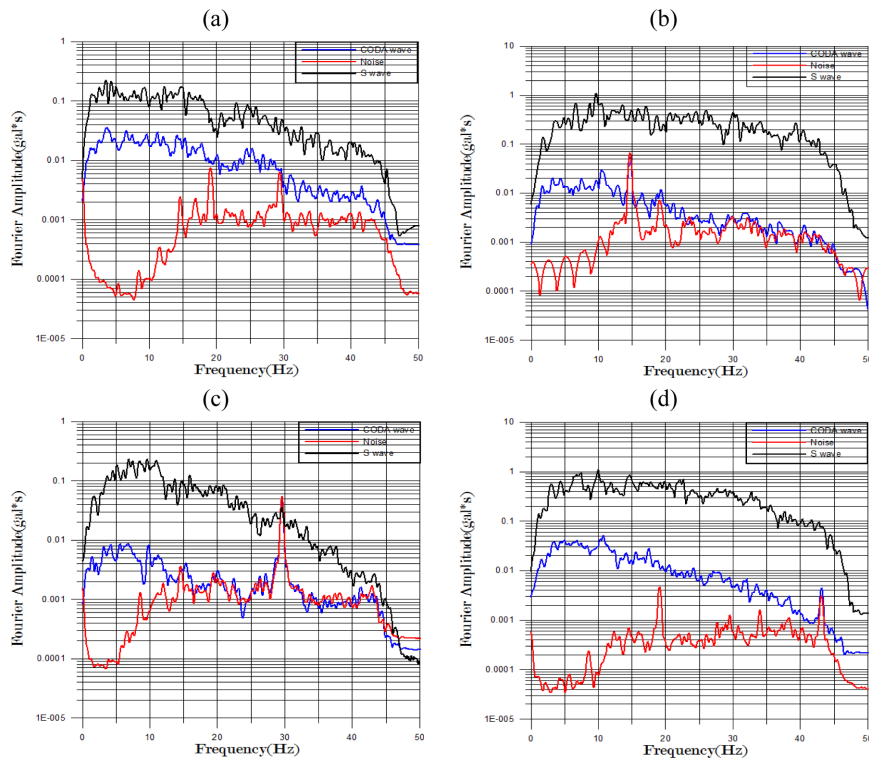 (a)
CODA wave
Noise
S wave
1
0.1
0.01
0.001
0.0001
1E-005
Fourier Amplitude(gal*s)
0 10 20 30 40 50
Frequency(Hz)
(b)
CODA wave
Noise
S wave
10
1
0.1
0.01
0.001
0.0001
1E-005
Fourier Amplitude(gal*s)
0 10 20 30 40 50
Frequency(Hz)
(c)
CODA wave
Noise
S wave
1
0.1
0.01
0.001
0.0001
1E-005
Fourier Amplitude(gal*s)
0 10 20 30 40 50
Frequency(Hz)
(d)
CODA wave
Noise
S wave
10
1
0.1
0.01
0.001
0.0001
1E-005
Fourier Amplitude(gal*s)
0 10 20 30 40 50
Frequency(Hz)